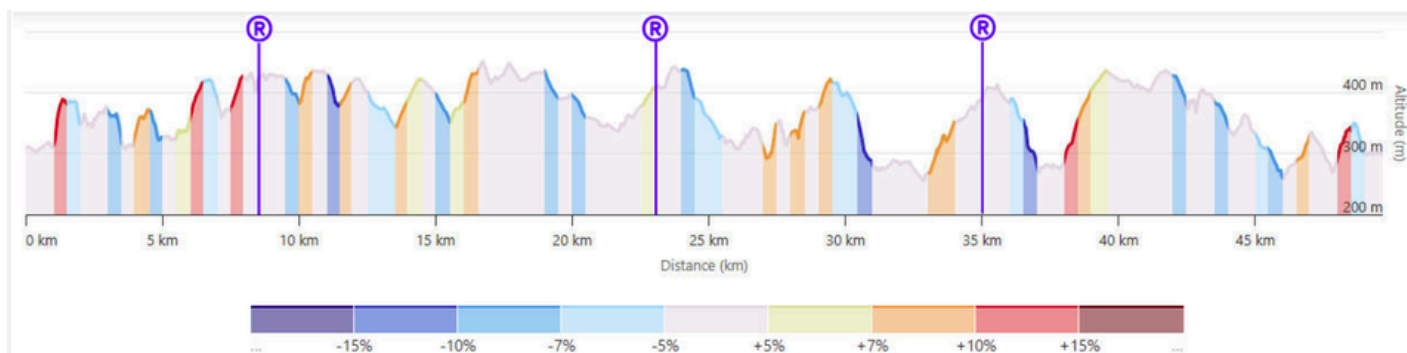 R R R
400 m
300 m
200 m
Altitude (m)
0 km 5 km 10 km 15 km 20 km 25 km 30 km 35 km 40 km 45 km
Distance (km)
... -15% -10% -7% -5% +5% +7% +10% +15% ...